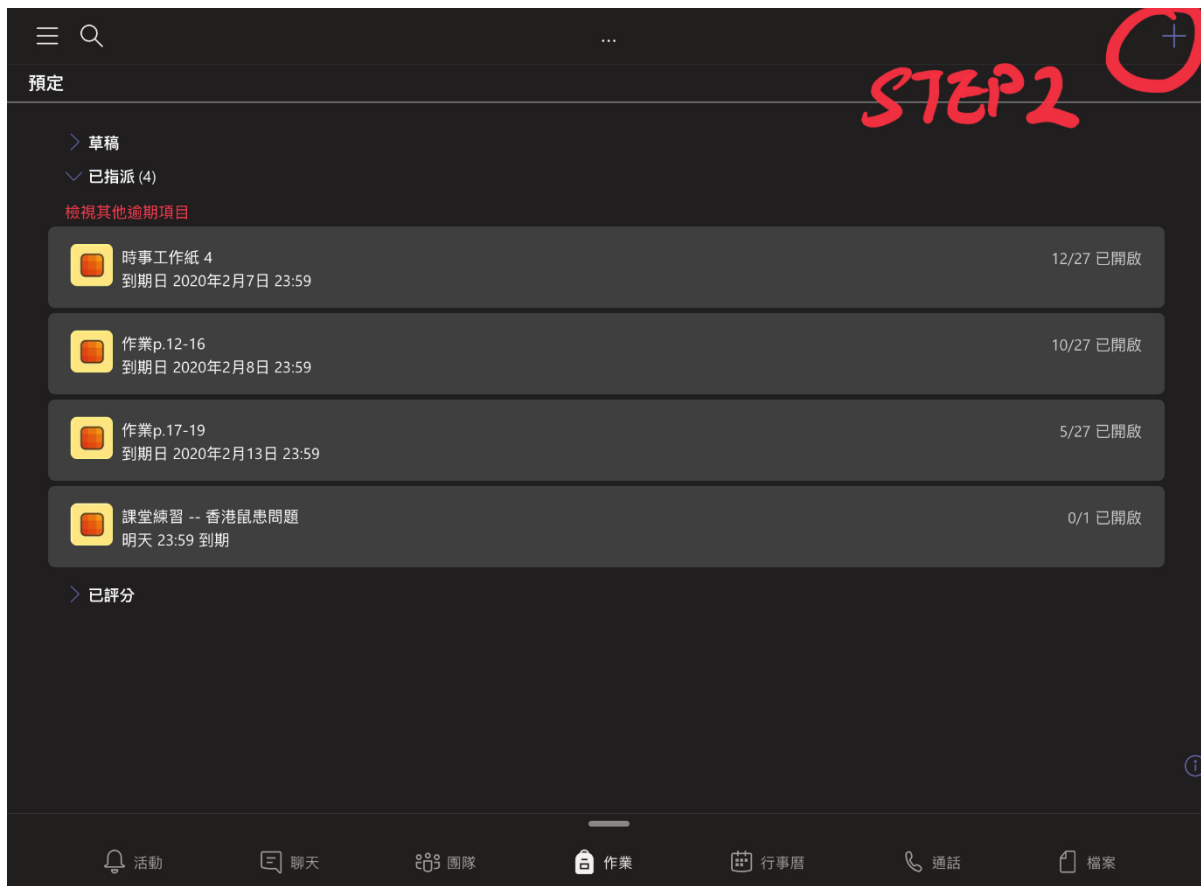 ...
預定
STEP2
草稿
已指派 (4)
檢視其他逾期項目
時事工作紙 4
12/27 已開啟
到期日 2020年2月7日 23:59
作業p.12-16
10/27 已開啟
到期日 2020年2月8日 23:59
作業p.17-19
5/27 已開啟
到期日 2020年2月13日 23:59
課堂練習 -- 香港鼠患問題
0/1 已開啟
明天 23:59 到期
已評分
活動 聊天 團隊 作業 行事曆 通話 檔案